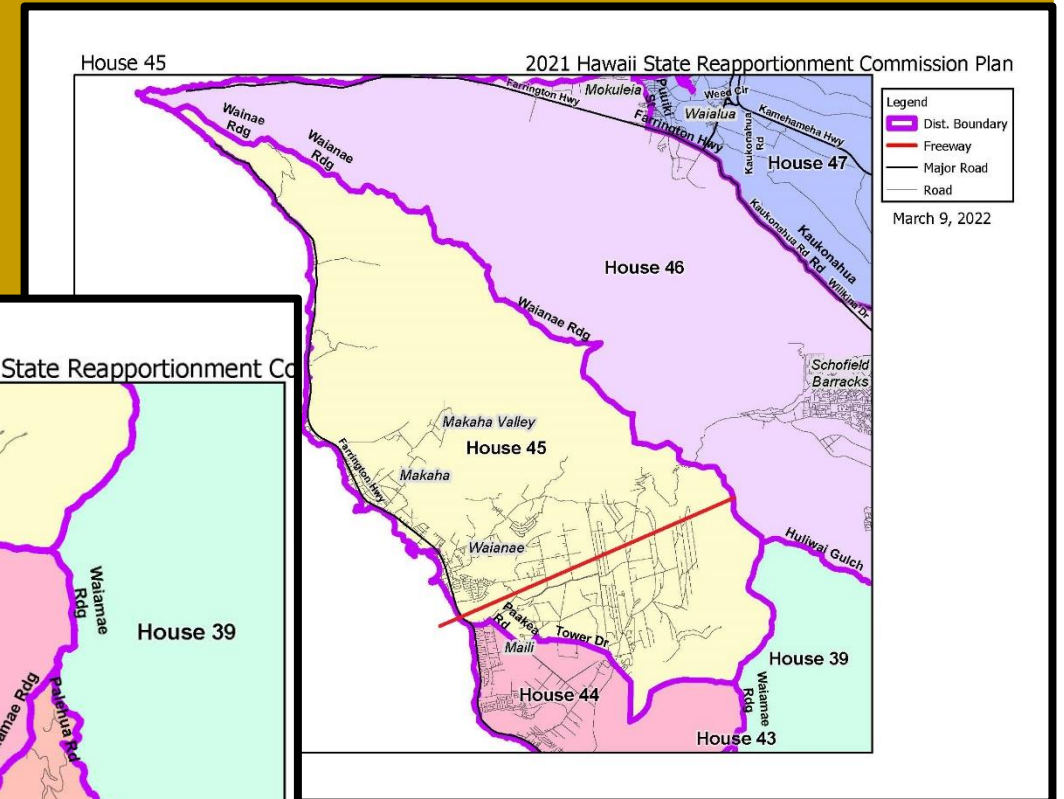 House 45
2021 Hawaii State Reapportionment Commission Plan
Legend
Dist. Boundary
Freeway
Major Road
Road
March 9, 2022
Farrington Hwy
Mokuleia
Puuiki St
Weed Cir
Waialua
Kamehameha Hwy
Farrington Hwy
Kaukonahua Rd
House 47
Wainae Rdg
Waianae Rdg
Kaukonahua Rd
Kaukonahua Rd
Wilikina Dr
House 46
Waianae Rdg
Schofield Barracks
Makaha Valley
House 45
Farrington Hwy
Makaha
Waianae
Huliwai Gulch
Paakea Rd
Tower Dr
Maili
House 39
House 44
Waiamae Rdg
House 43
State Reapportionment Co
Waiamae Rdg
House 39
amae Rdg
Palehua Rd